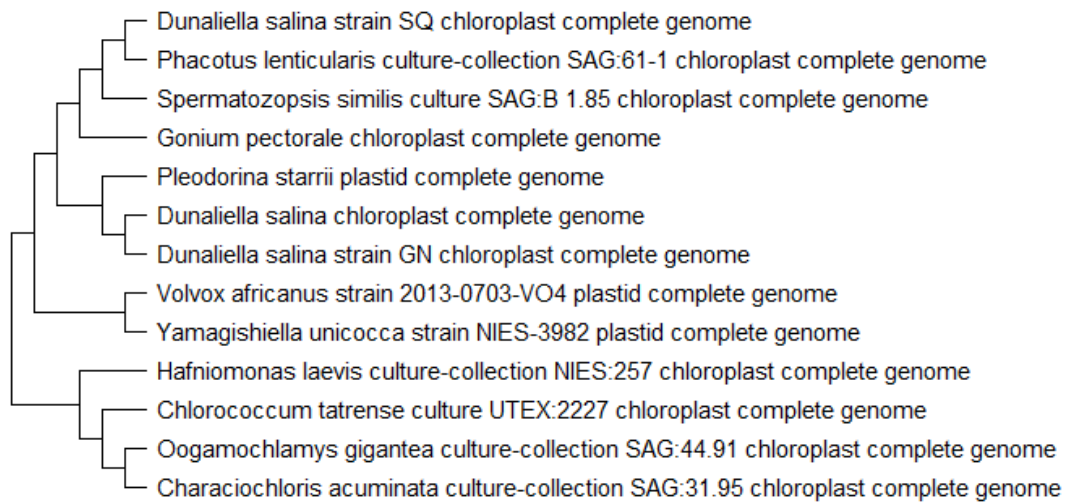 Dunaliella salina strain SQ chloroplast complete genome
Phacotus lenticularis culture-collection SAG:61-1 chloroplast complete genome
Spermatozopsis similis culture SAG:B 1.85 chloroplast complete genome
Gonium pectorale chloroplast complete genome
Pleodorina starrii plastid complete genome
Dunaliella salina chloroplast complete genome
Dunaliella salina strain GN chloroplast complete genome
Volvox africanus strain 2013-0703-VO4 plastid complete genome
Yamagishiella unicocca strain NIES-3982 plastid complete genome
Hafniomonas laevis culture-collection NIES:257 chloroplast complete genome
Chlorococcum tatrense culture UTEX:2227 chloroplast complete genome
Oogamochlamys gigantea culture-collection SAG:44.91 chloroplast complete genome
Characiochloris acuminata culture-collection SAG:31.95 chloroplast complete genome